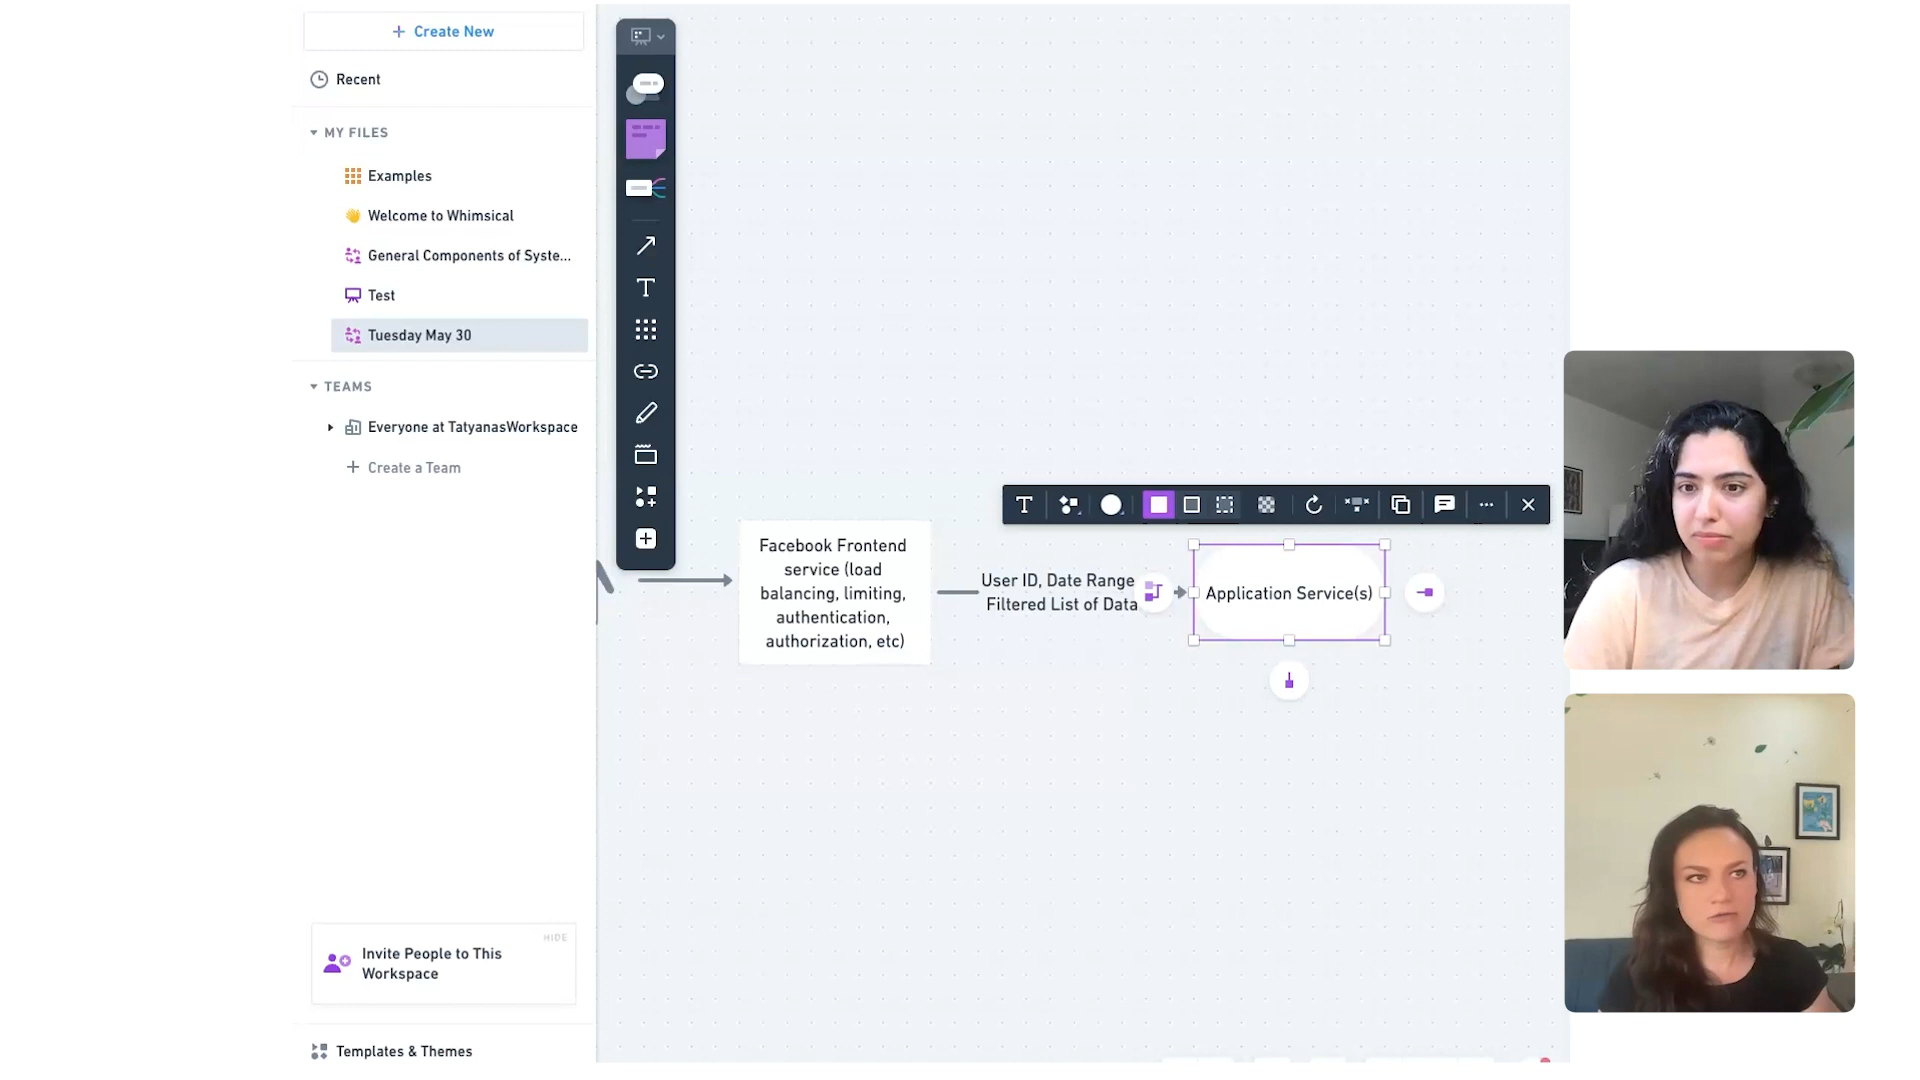 Create New
Recent
MY FILES
Examples
Welcome to Whimsical
General Components of Syste...
Test
Tuesday May 30
TEAMS
Everyone at TatyanasWorkspace
Create a Team
HIDE
Invite People to This
Workspace
Templates & Themes
T
T
Facebook Frontend
service (load
balancing, limiting,
authentication,
authorization, etc)
User ID, Date Range
Filtered List of Data
Application Service(s)